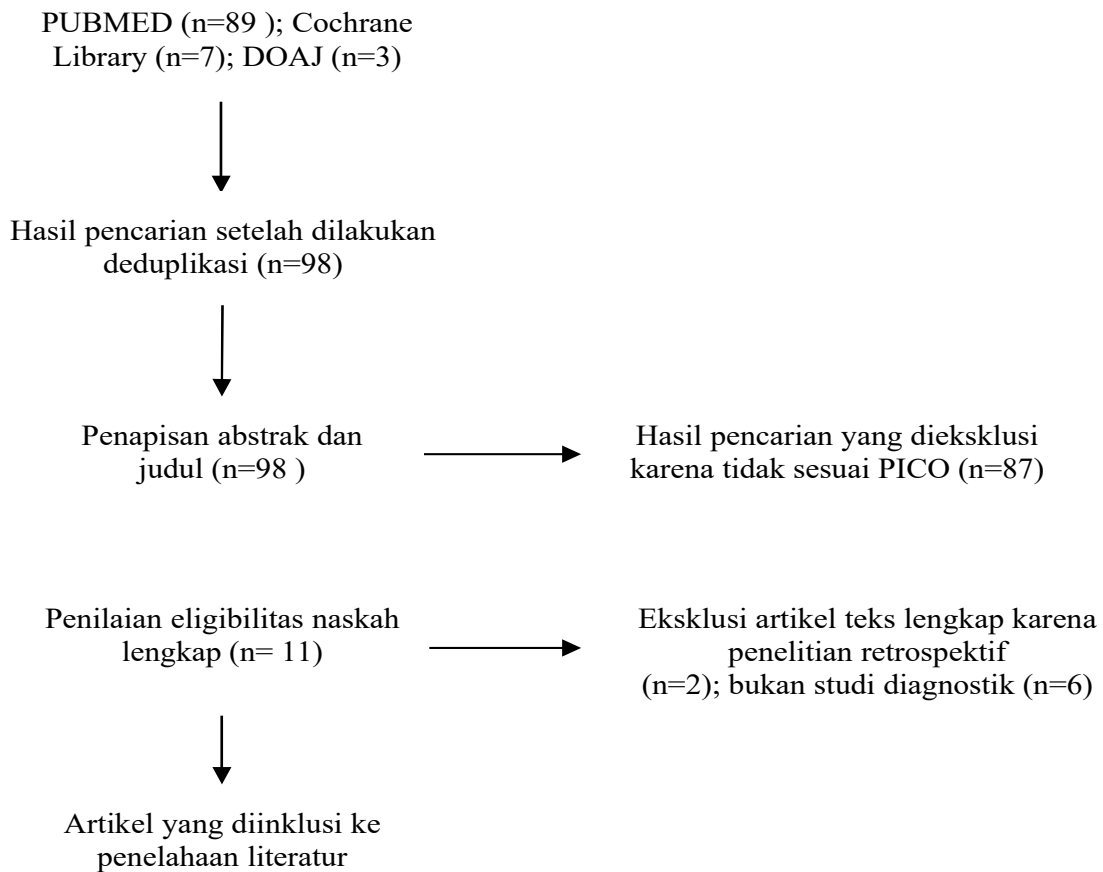 PUBMED (n=89 ); Cochrane
Library (n=7); DOAJ (n=3)
Hasil pencarian setelah dilakukan
deduplikasi (n=98)
Penapisan abstrak dan
judul (n=98 )
Hasil pencarian yang dieksklusi
karena tidak sesuai PICO (n=87)
Penilaian eligibilitas naskah
lengkap (n= 11)
Eksklusi artikel teks lengkap karena
penelitian retrospektif
(n=2); bukan studi diagnostik (n=6)
Artikel yang diinklusi ke
penelahaan literatur